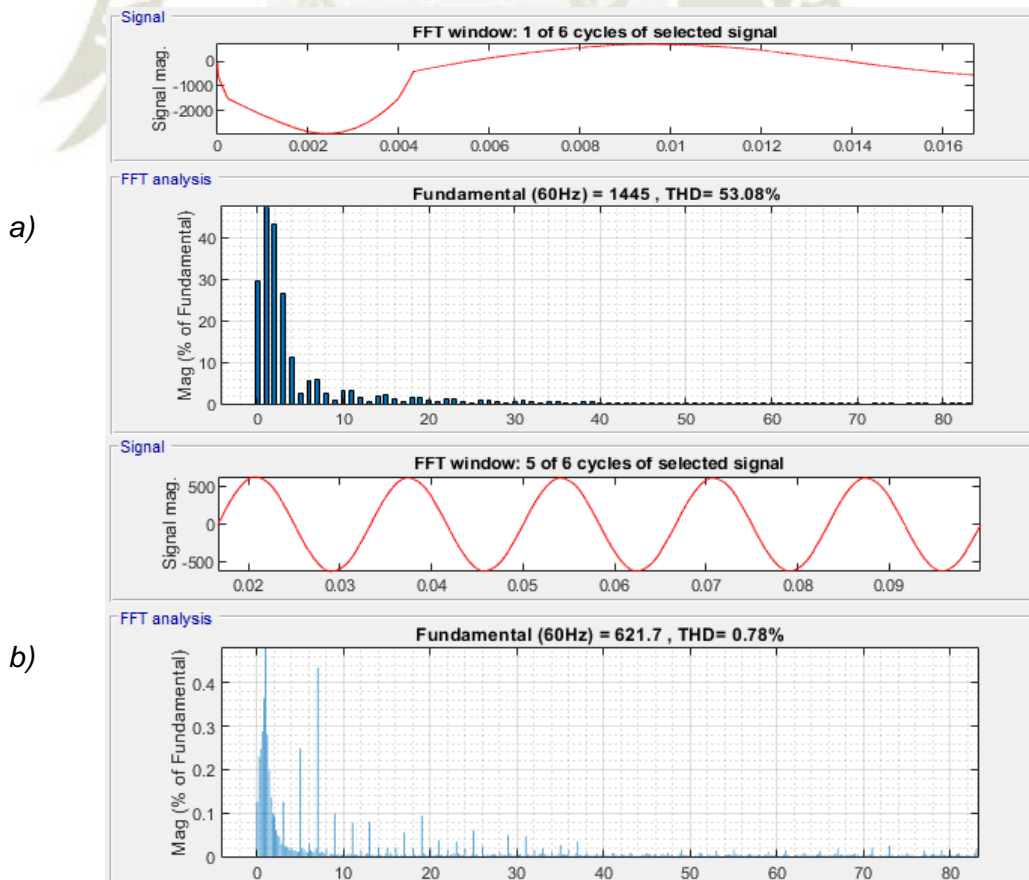 Signal
FFT window: 1 of 6 cycles of selected signal
Signal mag.
0
-1000
-2000
0 0.002 0.004 0.006 0.008 0.01 0.012 0.014 0.016
FFT analysis
Fundamental (60Hz) = 1445 , THD= 53.08%
a)
Mag (% of Fundamental)
40
30
20
10
0
0 10 20 30 40 50 60 70 80
Signal
FFT window: 5 of 6 cycles of selected signal
Signal mag.
500
0
-500
0.02 0.03 0.04 0.05 0.06 0.07 0.08 0.09
FFT analysis
Fundamental (60Hz) = 621.7 , THD= 0.78%
b)
Mag (% of Fundamental)
0.4
0.3
0.2
0.1
0
0 10 20 30 40 50 60 70 80